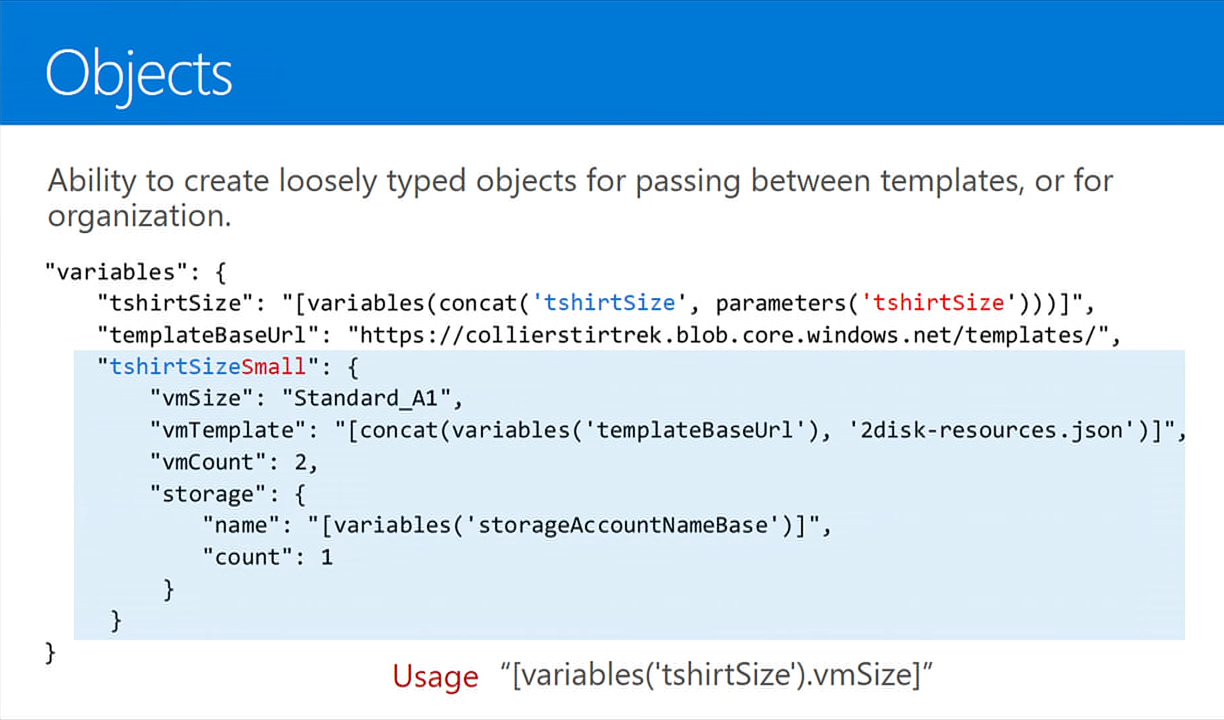 Objects
Ability to create loosely typed objects for passing between templates, or for
organization.
"variables": {
"tshirtSize": "[variables(concat('tshirtSize', parameters('tshirtSize')))]",
"templateBaseUrl": "https://collierstirtrek.blob.core.windows.net/templates/",
"tshirtSizeSmall": {
"vmSize": "Standard_A1",
"vmTemplate": "[concat(variables('templateBaseUrl'), '2disk-resources.json')]",
"vmCount": 2,
"storage": {
"name": "[variables('storageAccountNameBase')]",
"count": 1
}
}
}
Usage “[variables('tshirtSize').vmSize]”